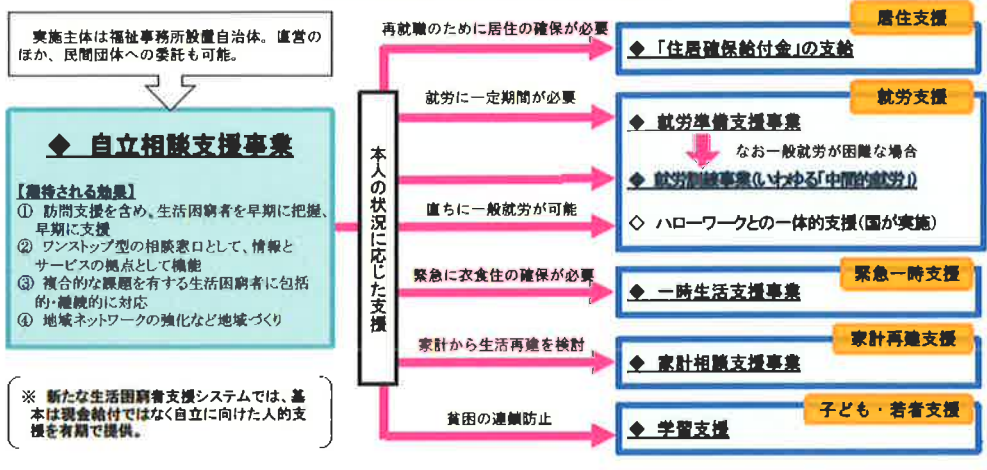 実施主体は福祉事務所設置自治体。直営の
ほか、民間団体への委託も可能。
◆ 自立相談支援事業
【期待される効果】
① 訪問支援を含め、生活困窮者を早期に把握、
早期に支援
② ワンストップ型の相談窓口として、情報と
サービスの拠点として機能
③ 複合的な課題を有する生活困窮者に包括
的・継続的に対応
④ 地域ネットワークの強化など地域づくり
※ 新たな生活困窮者支援システムでは、基
本は現金給付ではなく自立に向けた人的支
援を有期で提供。
本人の状況に応じた支援
再就職のために居住の確保が必要
居住支援
◆ 「住居確保給付金」の支給
就労に一定期間が必要
就労支援
◆ 就労準備支援事業
なお一般就労が困難な場合
◆ 就労訓練事業(いわゆる「中間的就労」)
直ちに一般就労が可能
◇ ハローワークとの一体的支援(国が実施)
緊急に衣食住の確保が必要
緊急一時支援
◆ 一時生活支援事業
家計から生活再建を検討
家計再建支援
◆ 家計相談支援事業
貧困の連鎖防止
子ども・若者支援
◆ 学習支援